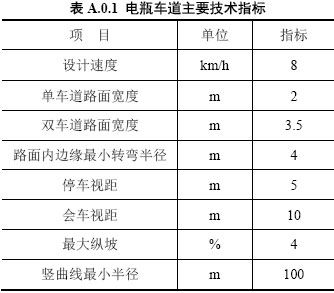 表 A.0.1 电瓶车道主要技术指标
项 目 单位 指标
设计速度 km/h 8
单车道路面宽度 m 2
双车道路面宽度 m 3.5
路面内边缘最小转弯半径 m 4
停车视距 m 5
会车视距 m 10
最大纵坡 % 4
竖曲线最小半径 m 100